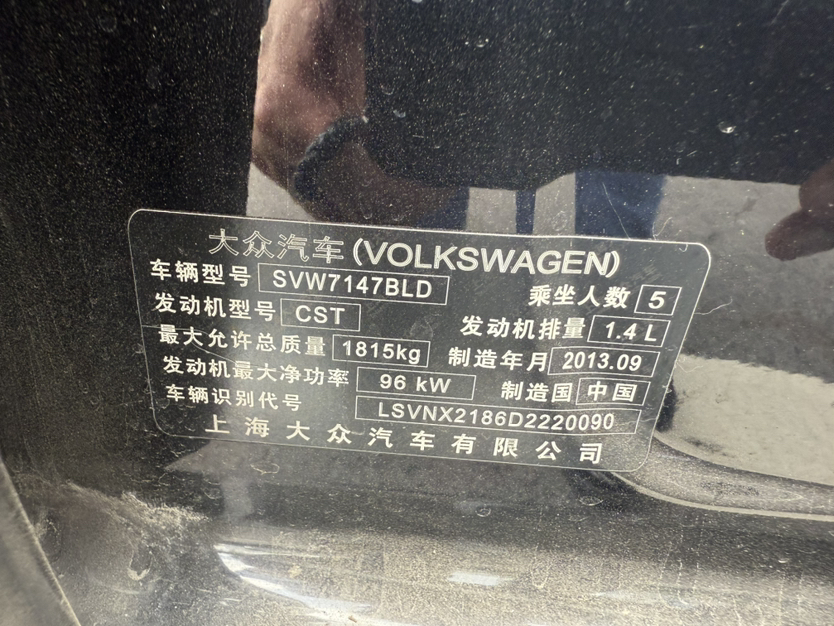 大众汽车(VOLKSWAGEN)
车辆型号 SVW7147BLD 乘坐人数 5
发动机型号 CST 发动机排量 1.4 L
最大允许总质量 1815kg 制造年月 2013.09
发动机最大净功率 96 kW 制造国 中国
车辆识别代号 LSVNX2186D2220090
上海大众汽车有限公司